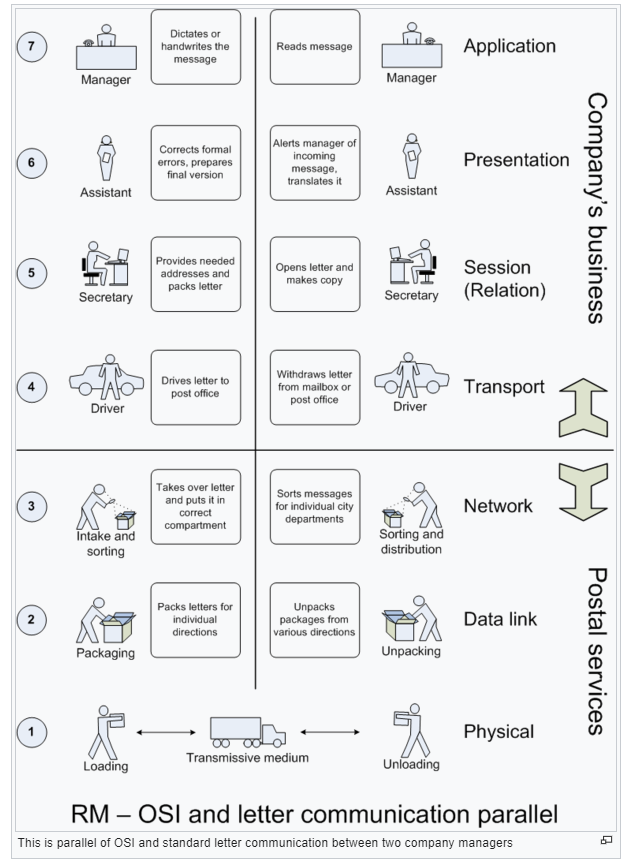 7
Manager
Dictates or
handwrites the
message
Reads message
Manager
Application
6
Assistant
Corrects formal
errors, prepares
final version
Alerts manager of
incoming
message,
translates it
Assistant
Presentation
5
Secretary
Provides needed
addresses and
packs letter
Opens letter and
makes copy
Secretary
Session
(Relation)
Company's business
4
Driver
Drives letter to
post office
Withdraws letter
from mailbox or
post office
Driver
Transport
3
Intake and
sorting
Takes over letter
and puts it in
correct
compartment
Sorts messages
for individual city
departments
Sorting and
distribution
Network
2
Packaging
Packs letters for
individual
directions
Unpacks
packages from
various directions
Unpacking
Data link
Postal services
1
Loading
Transmissive medium
Unloading
Physical
RM – OSI and letter communication parallel
This is parallel of OSI and standard letter communication between two company managers